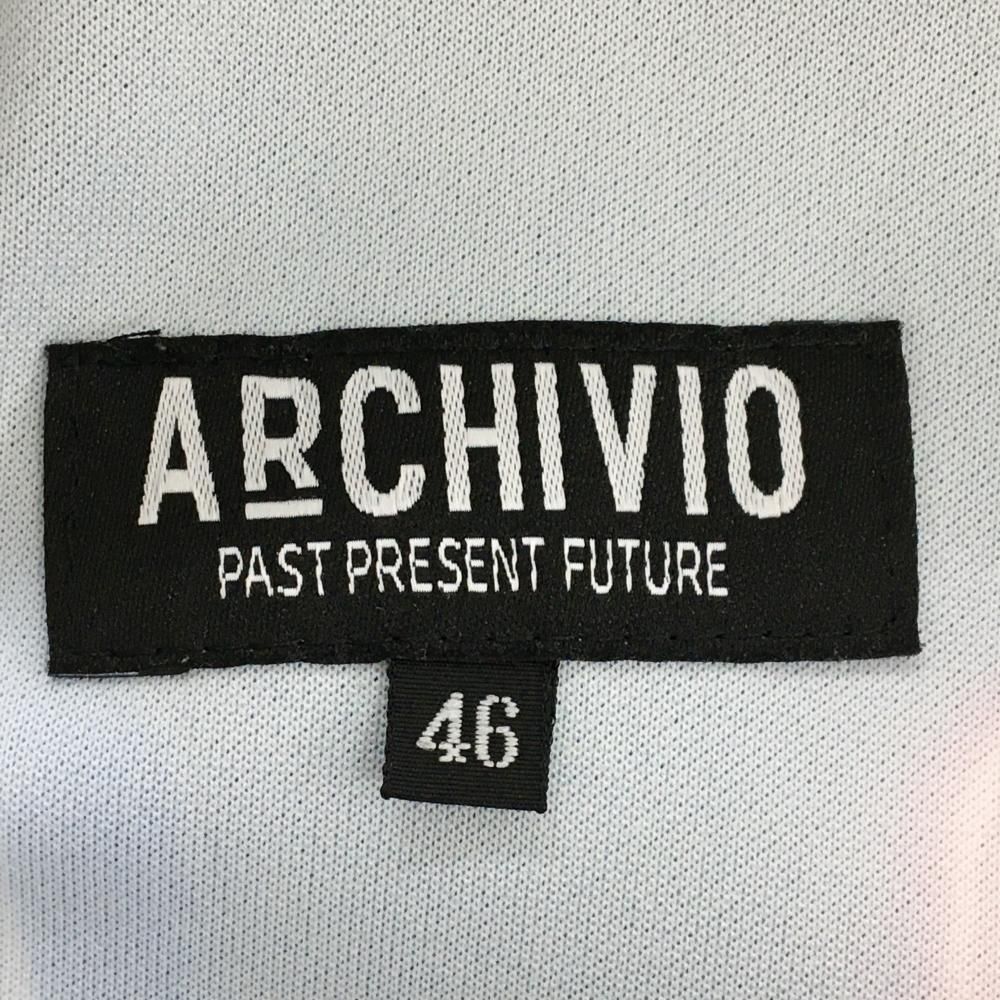 ARCHIVIO
PAST PRESENT FUTURE
46